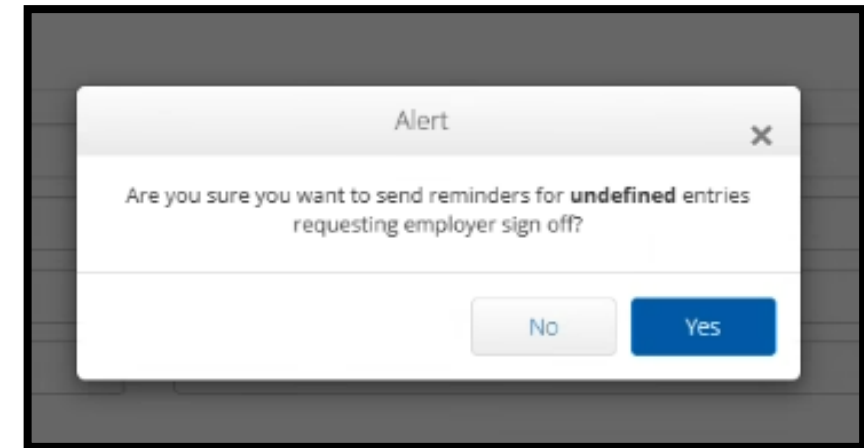 Alert
Are you sure you want to send reminders for undefined entries
requesting employer sign off?
No
Yes